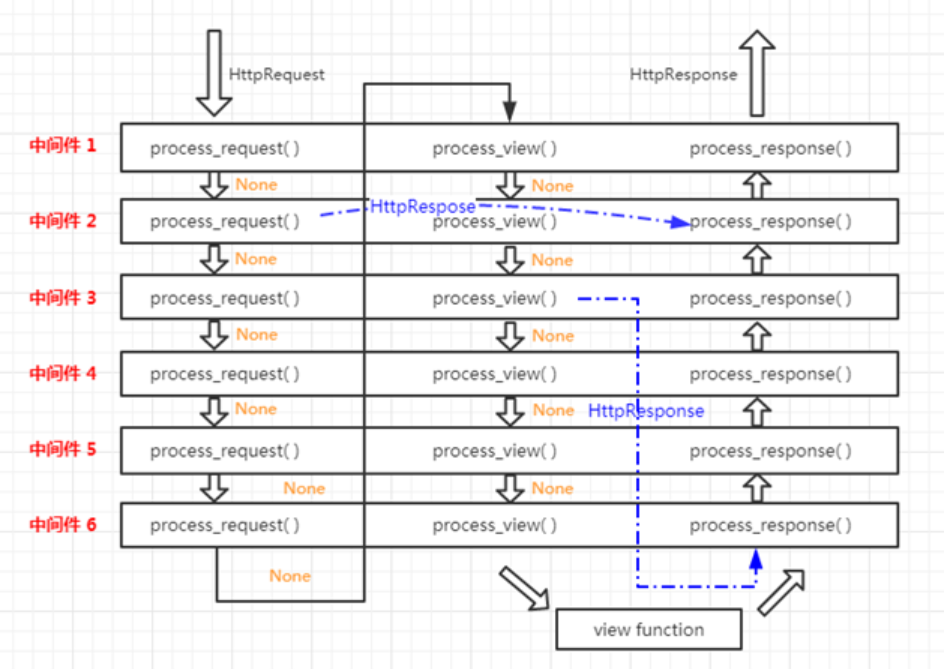 HttpRequest
HttpResponse
中间件 1
process_request( )
process_view( )
process_response( )
None
None
中间件 2
process_request( )
HttpRespose
process_view( )
process_response( )
None
None
中间件 3
process_request( )
process_view( )
process_response( )
None
None
中间件 4
process_request( )
process_view( )
process_response( )
None
None
HttpResponse
中间件 5
process_request( )
process_view( )
process_response( )
None
None
中间件 6
process_request( )
process_view( )
process_response( )
None
view function